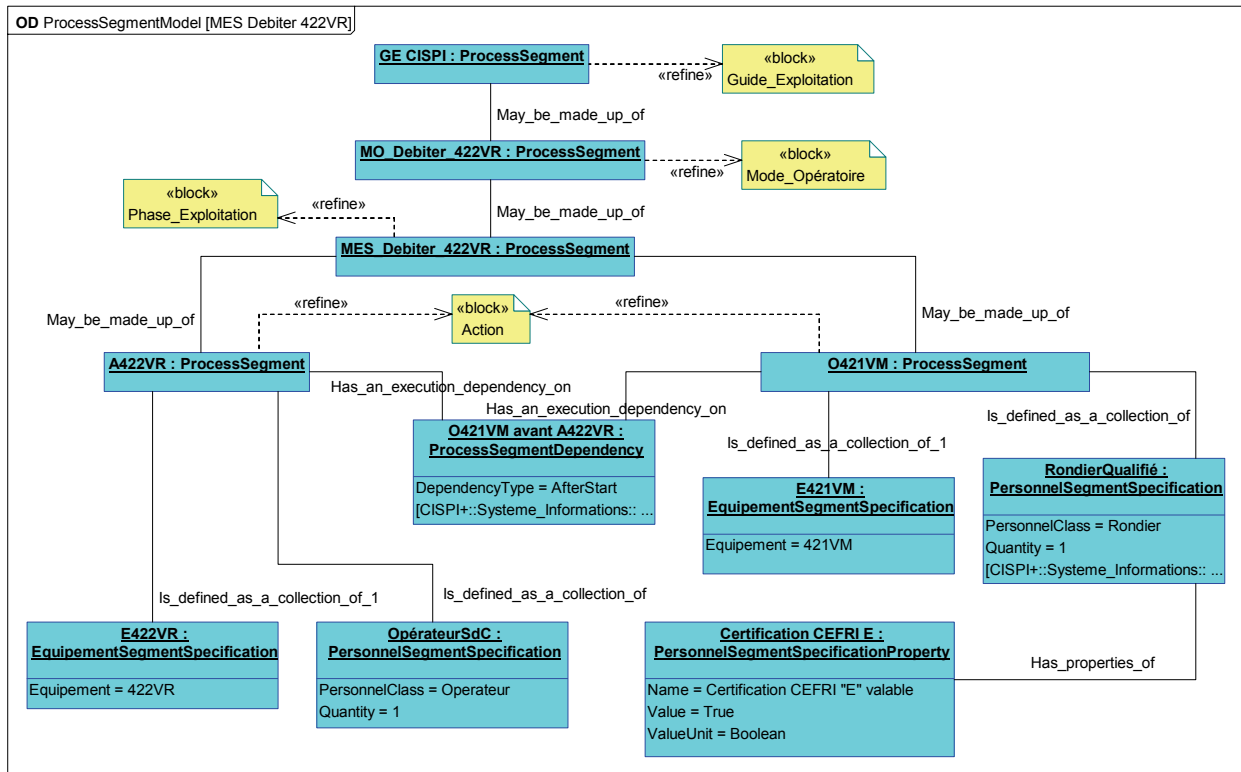 OD ProcessSegmentModel [MES Debiter 422VR]
GE CISPI : ProcessSegment
«refine»
«block»
Guide_Exploitation
May_be_made_up_of
MO_Debiter_422VR : ProcessSegment
«refine»
«block»
Mode_Opératoire
«block»
Phase_Exploitation
«refine»
May_be_made_up_of
MES_Debiter_422VR : ProcessSegment
May_be_made_up_of
«refine»
«block»
Action
«refine»
May_be_made_up_of
A422VR : ProcessSegment
O421VM : ProcessSegment
Has_an_execution_dependency_on
Has_an_execution_dependency_on
O421VM avant A422VR :
ProcessSegmentDependency
DependencyType = AfterStart
[CISPI+::Systeme_Informations:: ...
Is_defined_as_a_collection_of_1
E421VM :
EquipementSegmentSpecification
Equipement = 421VM
Is_defined_as_a_collection_of
RondierQualifié :
PersonnelSegmentSpecification
PersonnelClass = Rondier
Quantity = 1
[CISPI+::Systeme_Informations:: ...
Is_defined_as_a_collection_of_1
E422VR :
EquipementSegmentSpecification
Equipement = 422VR
Is_defined_as_a_collection_of
OpérateurSdC :
PersonnelSegmentSpecification
PersonnelClass = Operateur
Quantity = 1
Certification CEFRI E :
PersonnelSegmentSpecificationProperty
Name = Certification CEFRI "E" valable
Value = True
ValueUnit = Boolean
Has_properties_of